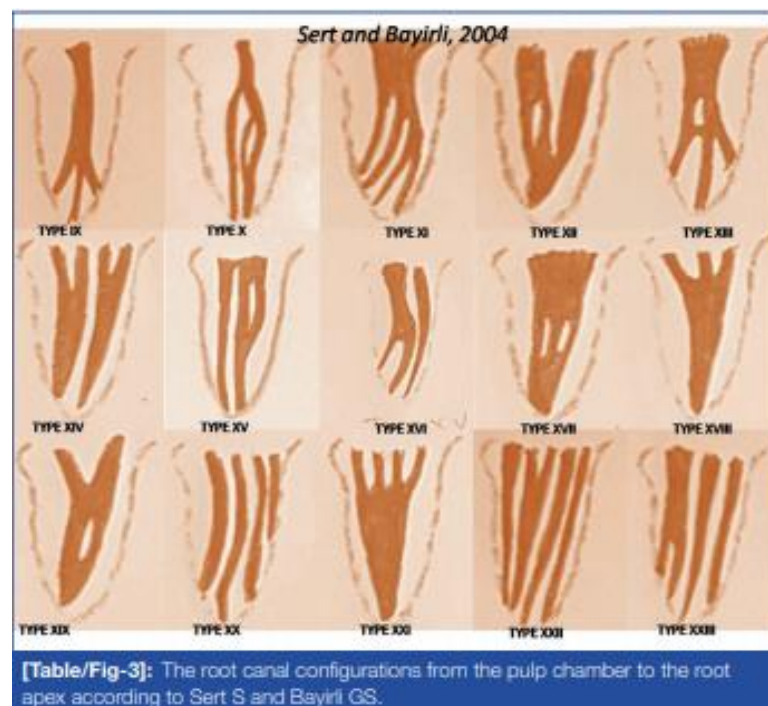 Sert and Bayirli, 2004
TYPE IX TYPE X TYPE XI TYPE XII TYPE XIII
TYPE XIV TYPE XV TYPE XVI TYPE XVII TYPE XVIII
TYPE XIX TYPE XX TYPE XXI TYPE XXII TYPE XXIII
[Table/Fig-3]: The root canal configurations from the pulp chamber to the root
apex according to Sert S and Bayirli GS.